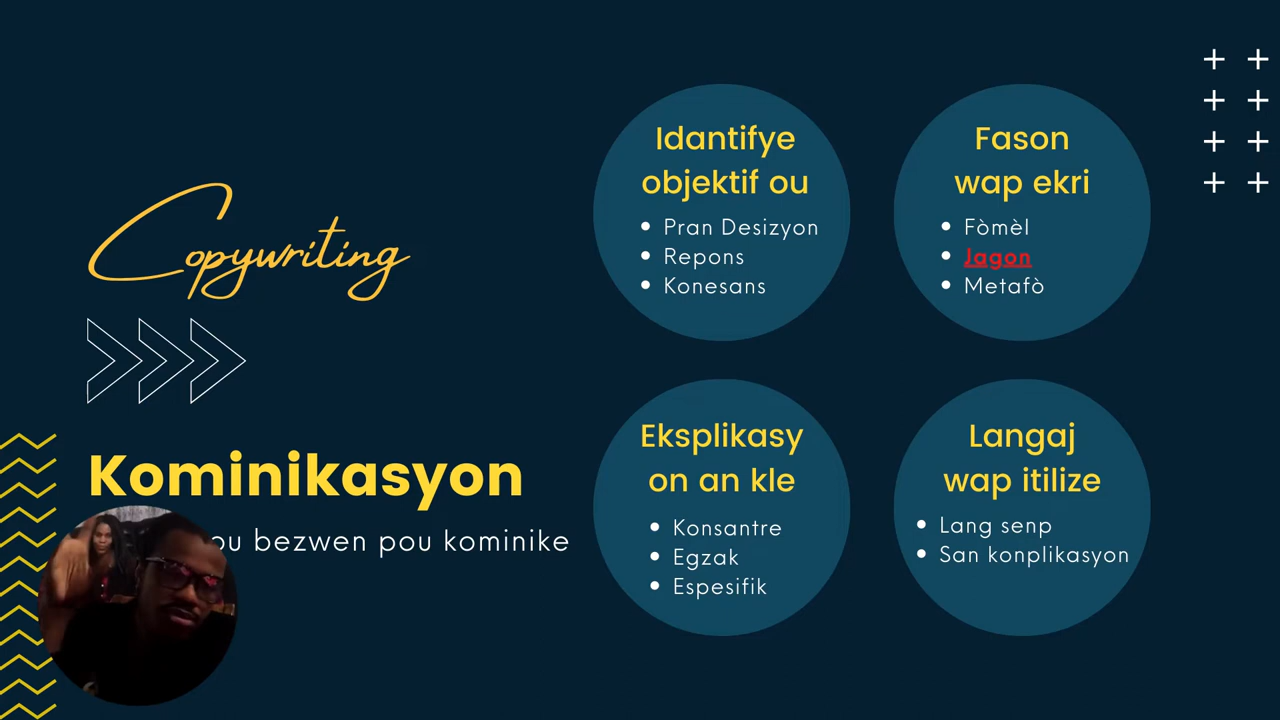 Copywriting
Kominikasyon
ou bezwen pou kominike
Idantifye
objektif ou
Pran Desizyon
Repons
Konesans
Fason
wap ekri
Fòmèl
Jagon
Metafò
Eksplikasy
on an kle
Konsantre
Egzak
Espesifik
Langaj
wap itilize
Lang senp
San konplikasyon